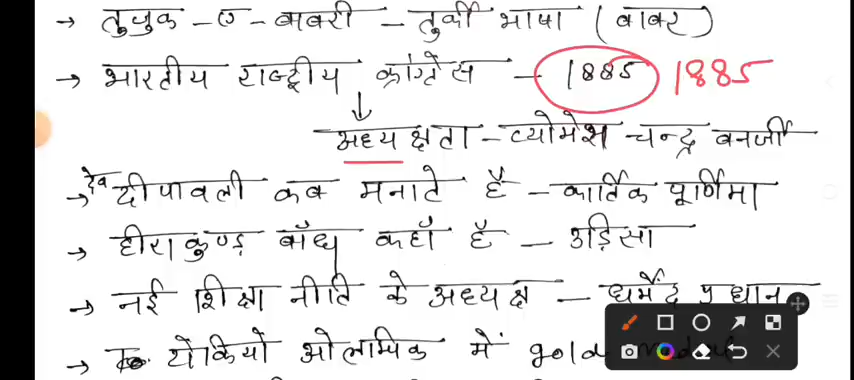 → तुजुक - ए - बाबरी - तुर्की भाषा (बाबर)
→ भारतीय राष्ट्रीय कांग्रेस - 1885 1885
↓
अध्यक्षता - व्योमेश चन्द्र बनर्जी
→ देव दीपावली कब मनाते हैं - कार्तिक पूर्णिमा
→ हीराकुण्ड बाँध कहाँ है - उड़िसा
→ नई शिक्षा नीति के अध्यक्ष - धर्मेंद्र प्रधान
→ टोकियो ओलम्पिक में gold